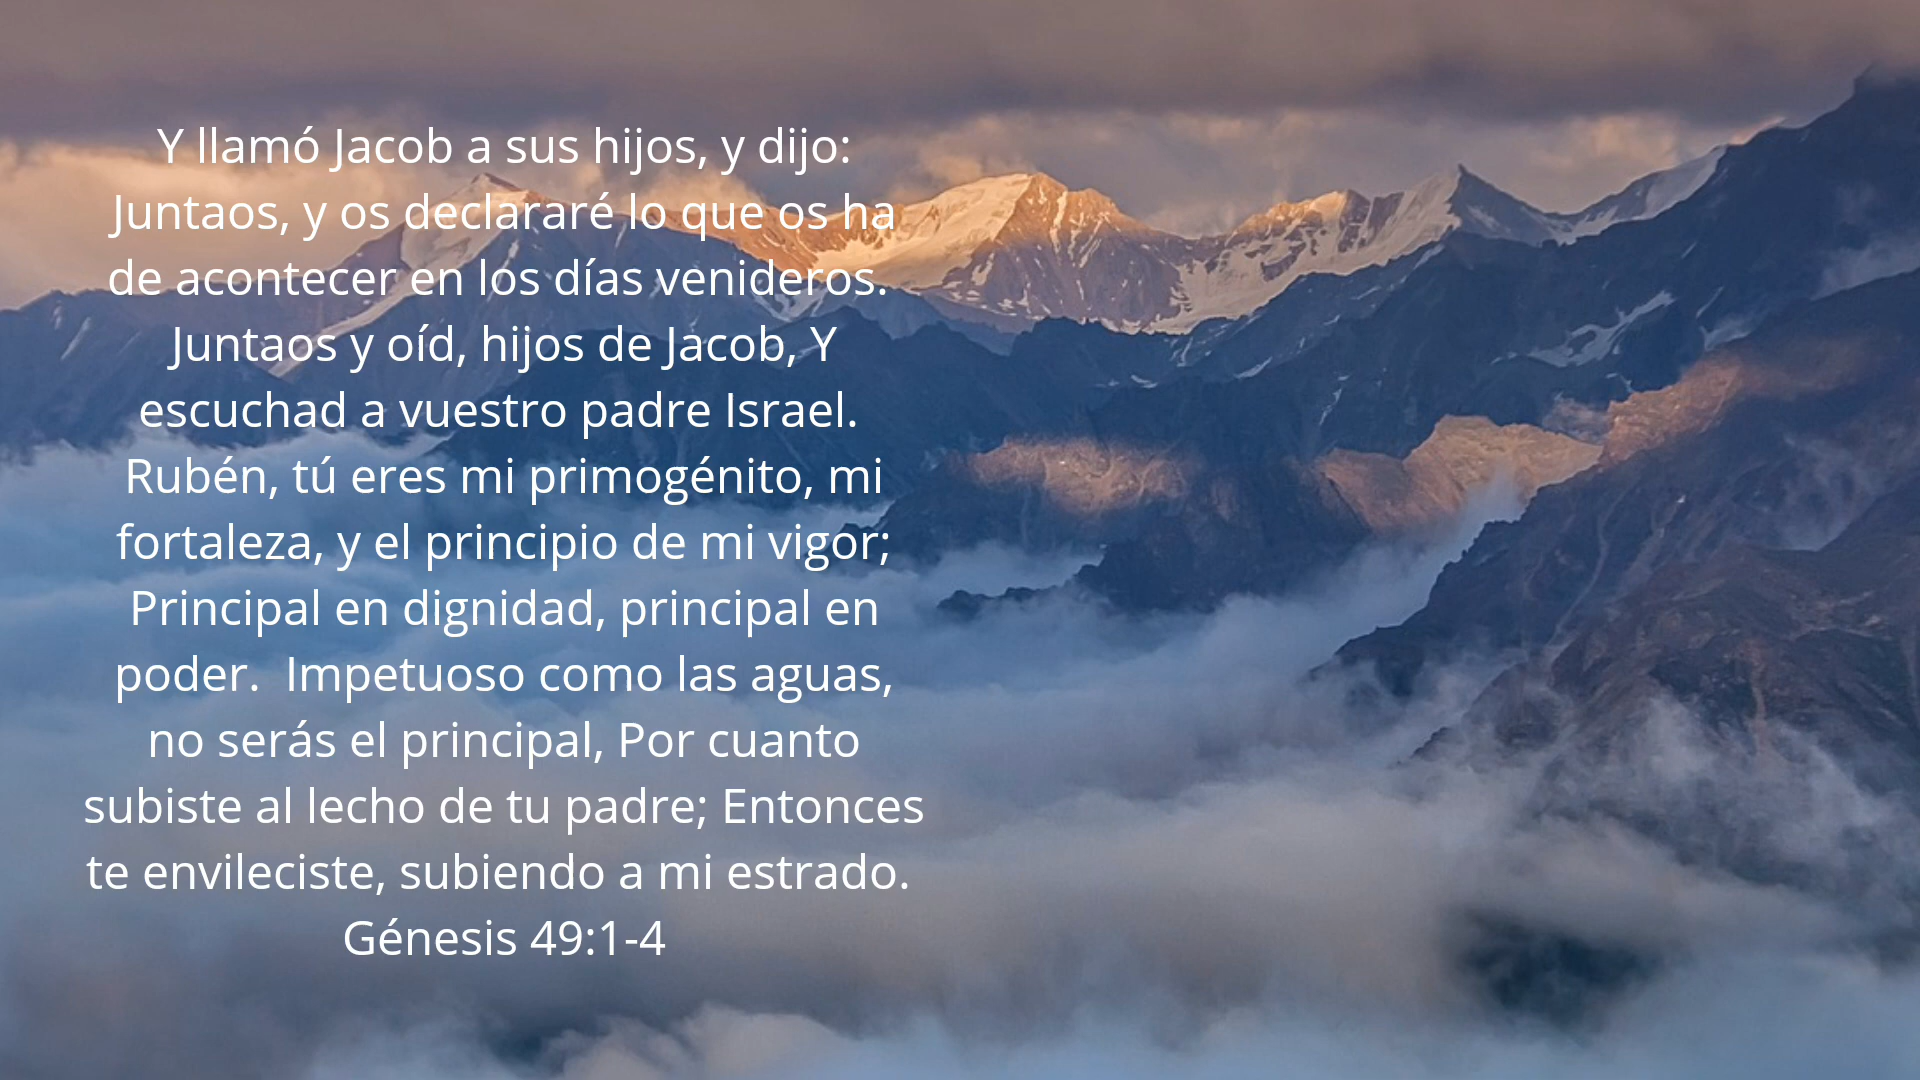 Y llamó Jacob a sus hijos, y dijo:
Juntaos, y os declararé lo que os ha
de acontecer en los días venideros.
Juntaos y oíd, hijos de Jacob, Y
escuchad a vuestro padre Israel.
Rubén, tú eres mi primogénito, mi
fortaleza, y el principio de mi vigor;
Principal en dignidad, principal en
poder.  Impetuoso como las aguas,
no serás el principal, Por cuanto
subiste al lecho de tu padre; Entonces
te envileciste, subiendo a mi estrado.
Génesis 49:1-4